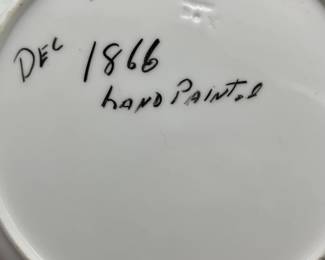 Dec 1866
hand Painted